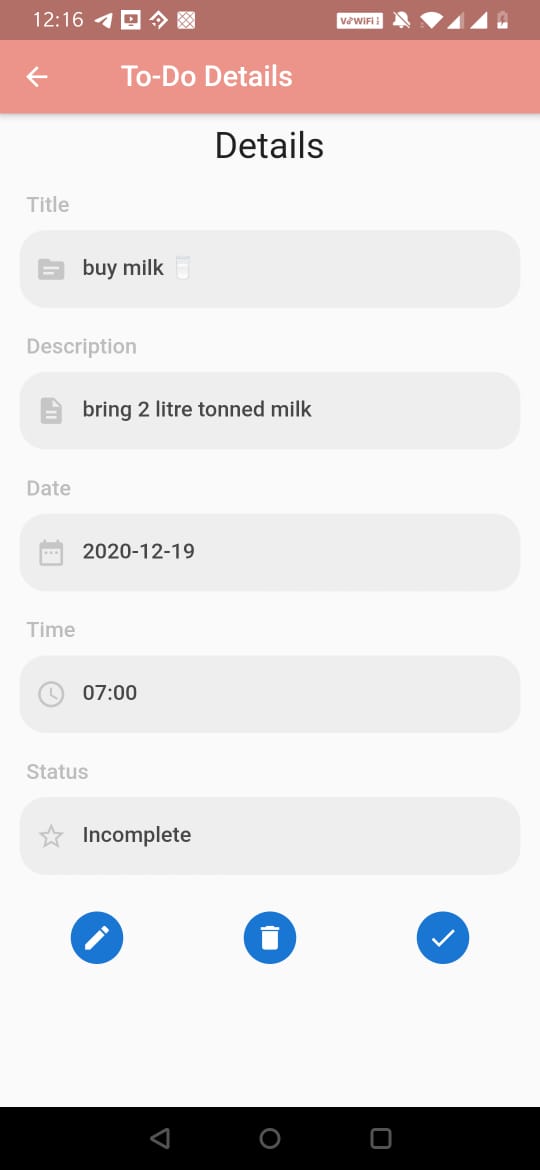 12:16
VoWiFi
To-Do Details
Details
Title
buy milk 🥛
Description
bring 2 litre tonned milk
Date
2020-12-19
Time
07:00
Status
Incomplete